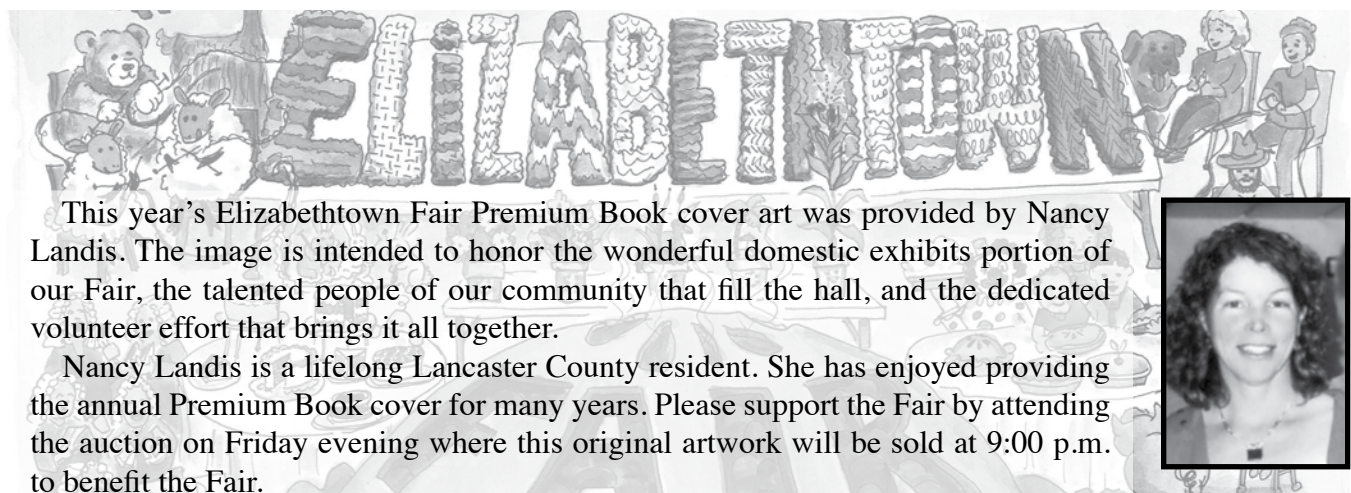 ELIZABETHTOWN
This year’s Elizabethtown Fair Premium Book cover art was provided by Nancy
Landis. The image is intended to honor the wonderful domestic exhibits portion of
our Fair, the talented people of our community that fill the hall, and the dedicated
volunteer effort that brings it all together.
Nancy Landis is a lifelong Lancaster County resident. She has enjoyed providing
the annual Premium Book cover for many years. Please support the Fair by attending
the auction on Friday evening where this original artwork will be sold at 9:00 p.m.
to benefit the Fair.
FAIR